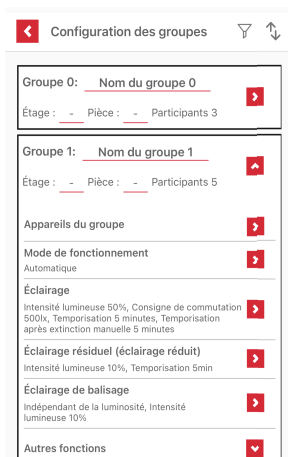 Configuration des groupes
Groupe 0: Nom du groupe 0
Étage : - Pièce : - Participants 3
Groupe 1: Nom du groupe 1
Étage : - Pièce : - Participants 5
Appareils du groupe
Mode de fonctionnement
Automatique
Éclairage
Intensité lumineuse 50%, Consigne de commutation
500lx, Temporisation 5 minutes, Temporisation
après extinction manuelle 5 minutes
Éclairage résiduel (éclairage réduit)
Intensité lumineuse 10%, Temporisation 5min
Éclairage de balisage
Indépendant de la luminosité, Intensité
lumineuse 10%
Autres fonctions